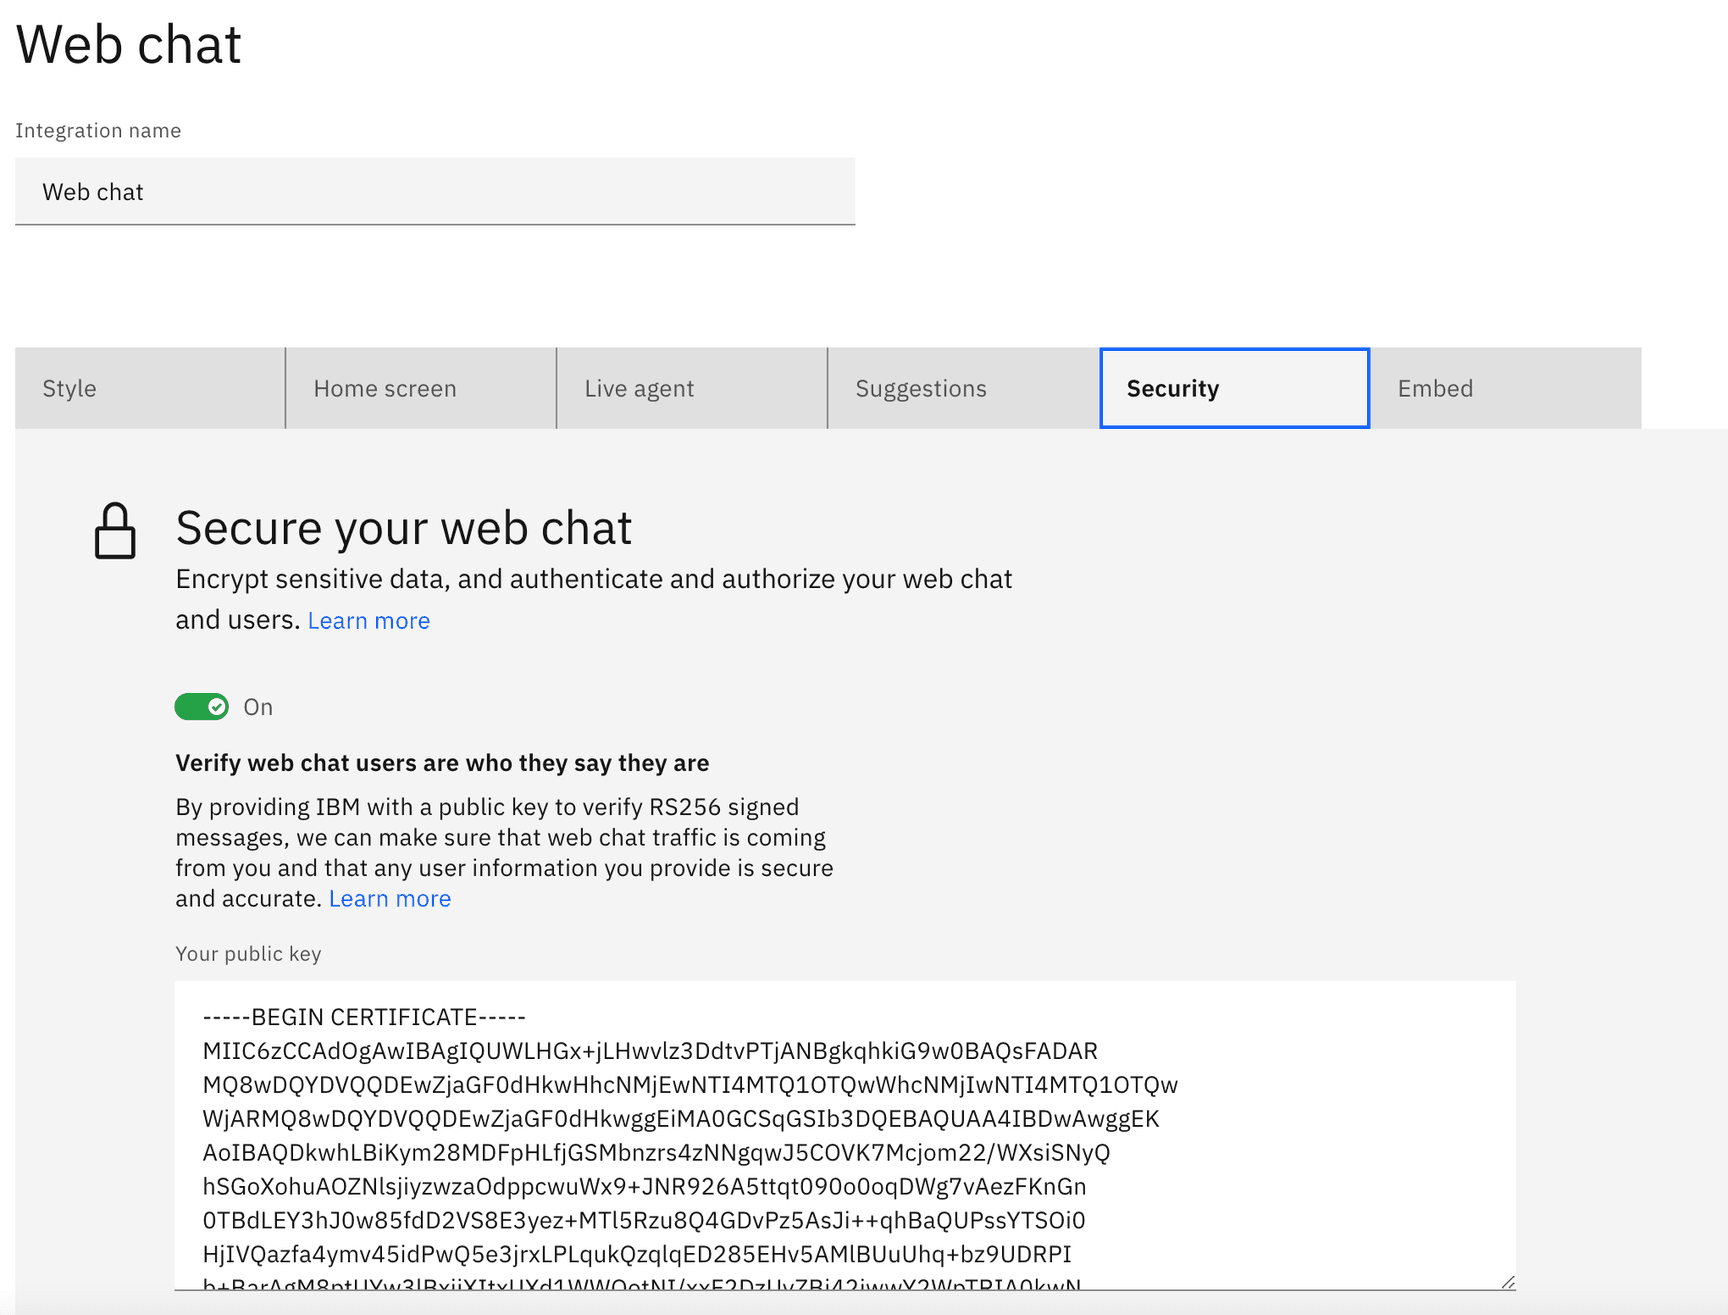 Web chat
Integration name
Web chat
Style
Home screen
Live agent
Suggestions
Security
Embed
Secure your web chat
Encrypt sensitive data, and authenticate and authorize your web chat
and users. Learn more
On
Verify web chat users are who they say they are
By providing IBM with a public key to verify RS256 signed
messages, we can make sure that web chat traffic is coming
from you and that any user information you provide is secure
and accurate. Learn more
Your public key
-----BEGIN CERTIFICATE-----
MIIC6zCCAdOgAwIBAgIQUWLHGx+jLHwvlz3DdtvPTjANBgkqhkiG9w0BAQsFADAR
MQ8wDQYDVQQDEwZjaGF0dHkwHhcNMjEwNTI4MTQ1OTQwWhcNMjIwNTI4MTQ1OTQw
WjARMQ8wDQYDVQQDEwZjaGF0dHkwggEiMA0GCSqGSIb3DQEBAQUAA4IBDwAwggEK
AoIBAQDkwhLBiKym28MDFpHLfjGSMbnzrs4zNNgqwJ5COVK7Mcjom22/WXsiSNyQ
hSGoXohuAOZNlsjiyzwzaOdppcwuWx9+JNR926A5ttqt090o0oqDWg7vAezFKnGn
0TBdLEY3hJ0w85fdD2VS8E3yez+MTl5Rzu8Q4GDvPz5AsJi++qhBaQUPssYTSOi0
HjIVQazfa4ymv45idPwQ5e3jrxLPLqukQzqlqED285EHv5AMlBUuUhq+bz9UDRPI